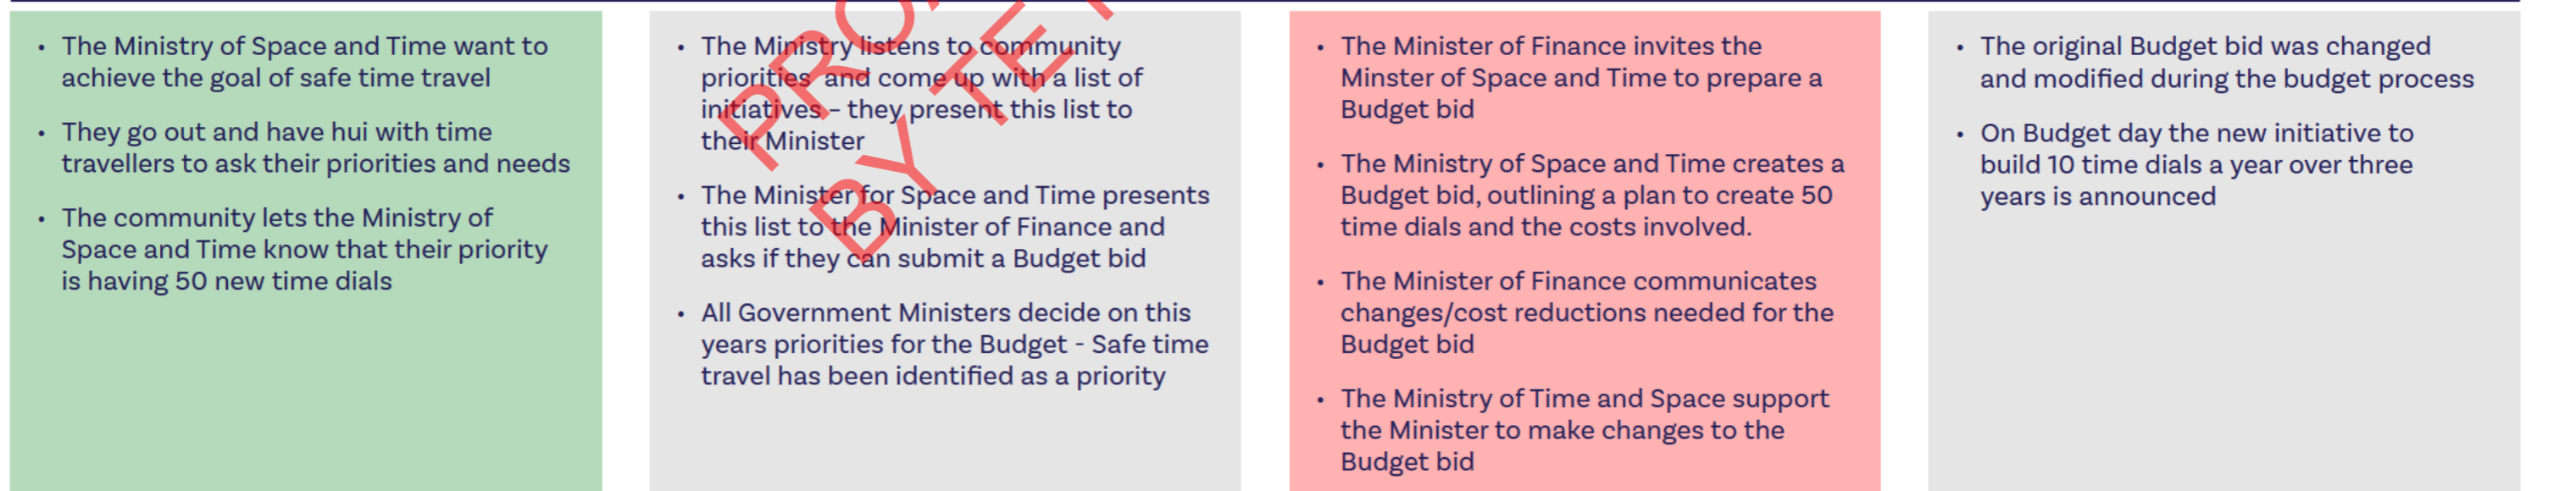 • The Ministry of Space and Time want to
achieve the goal of safe time travel
• They go out and have hui with time
travellers to ask their priorities and needs
• The community lets the Ministry of
Space and Time know that their priority
is having 50 new time dials
• The Ministry listens to community
priorities  and come up with a list of
initiatives – they present this list to
their Minister
• The Minister for Space and Time presents
this list to the Minister of Finance and
asks if they can submit a Budget bid
• All Government Ministers decide on this
years priorities for the Budget - Safe time
travel has been identified as a priority
• The Minister of Finance invites the
Minster of Space and Time to prepare a
Budget bid
• The Ministry of Space and Time creates a
Budget bid, outlining a plan to create 50
time dials and the costs involved.
• The Minister of Finance communicates
changes/cost reductions needed for the
Budget bid
• The Ministry of Time and Space support
the Minister to make changes to the
Budget bid
• The original Budget bid was changed
and modified during the budget process
• On Budget day the new initiative to
build 10 time dials a year over three
years is announced
BY